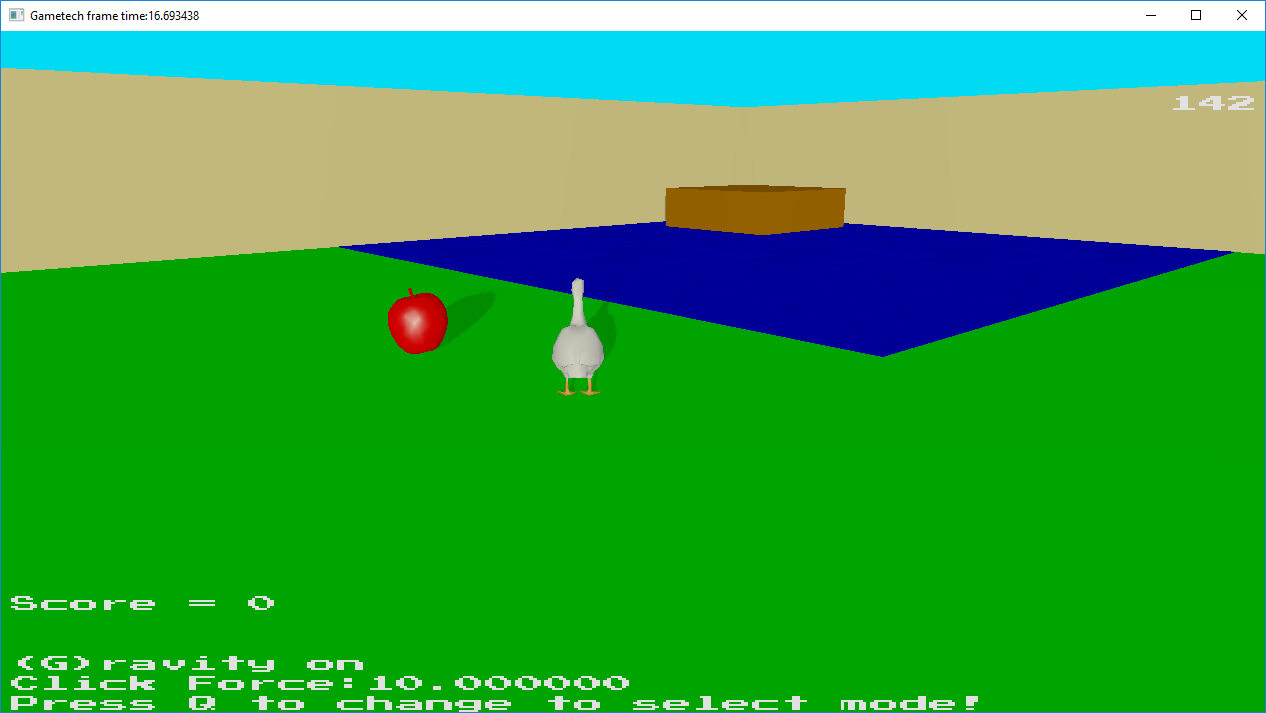 Gametech frame time:16.693438
142
Score = 0
(G)ravity on
Click Force:10.000000
Press Q to change to select mode!